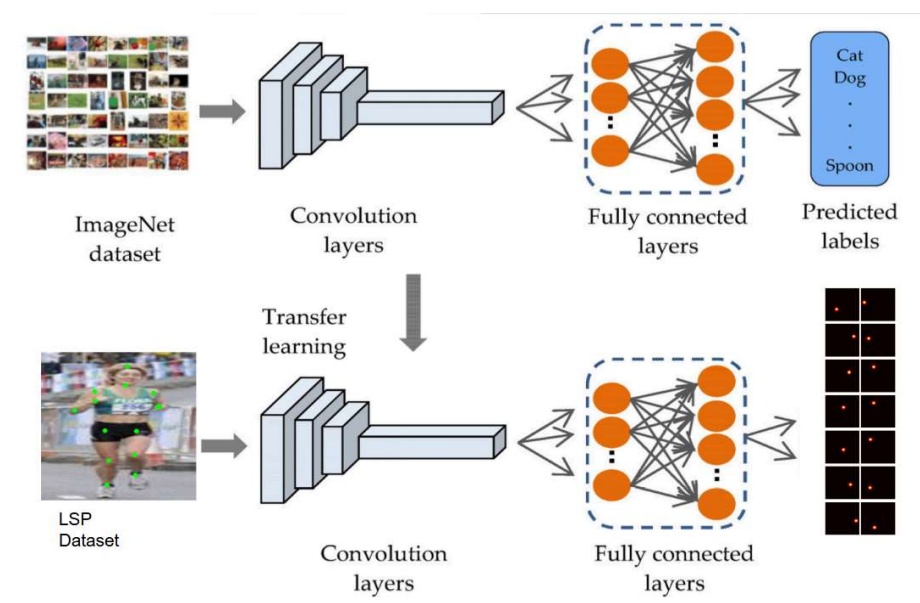 Cat
Dog
.
.
.
Spoon
ImageNet
dataset
Convolution
layers
Fully connected
layers
Predicted
labels
Transfer
learning
LSP
Dataset
Convolution
layers
Fully connected
layers